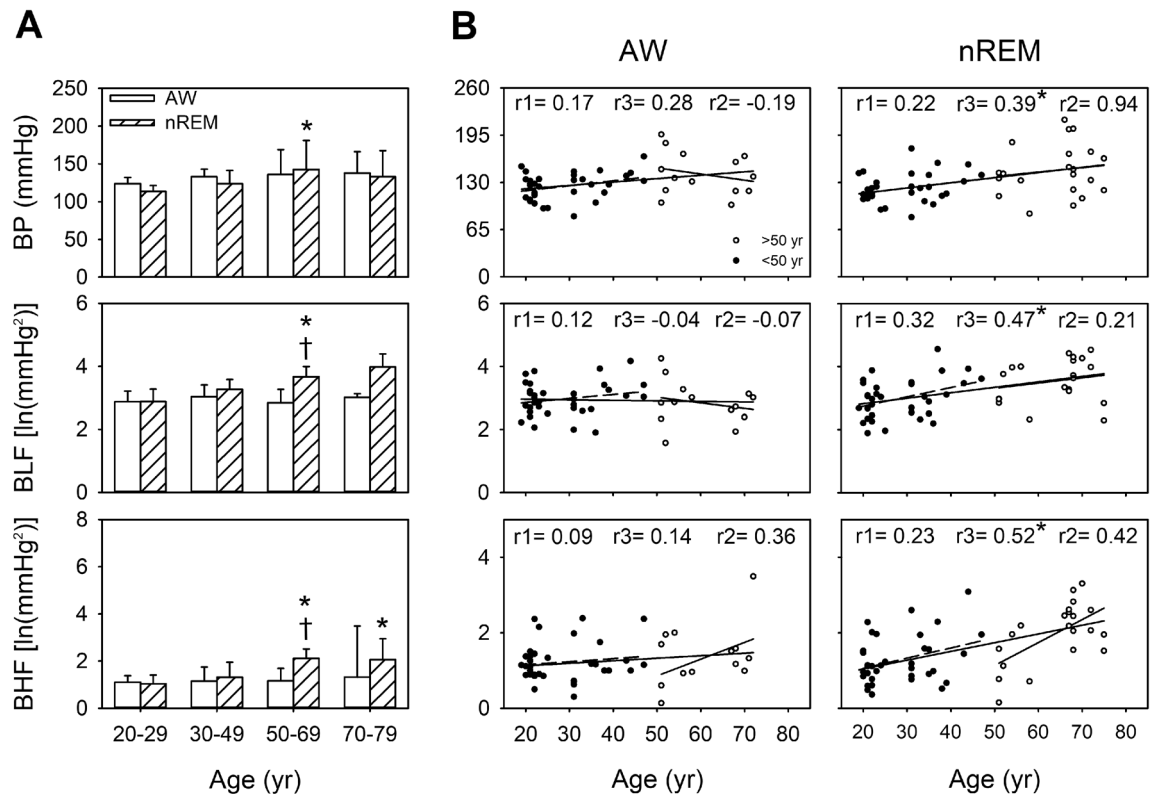 A
BP (mmHg)
250
200
150
100
50
0
AW
nREM
*
BLF [ln(mmHg²)]
6
4
2
0
*
†
BHF [ln(mmHg²)]
8
6
4
2
0
*
†
*
20-29 30-49 50-69 70-79
Age (yr)
B
AW
nREM
260
195
130
65
0
r1= 0.17 r3= 0.28 r2= -0.19
>50 yr
<50 yr
r1= 0.22 r3= 0.39* r2= 0.94
6
4
2
0
r1= 0.12 r3= -0.04 r2= -0.07
r1= 0.32 r3= 0.47* r2= 0.21
4
2
0
r1= 0.09 r3= 0.14 r2= 0.36
r1= 0.23 r3= 0.52* r2= 0.42
20 30 40 50 60 70 80
20 30 40 50 60 70 80
Age (yr)
Age (yr)